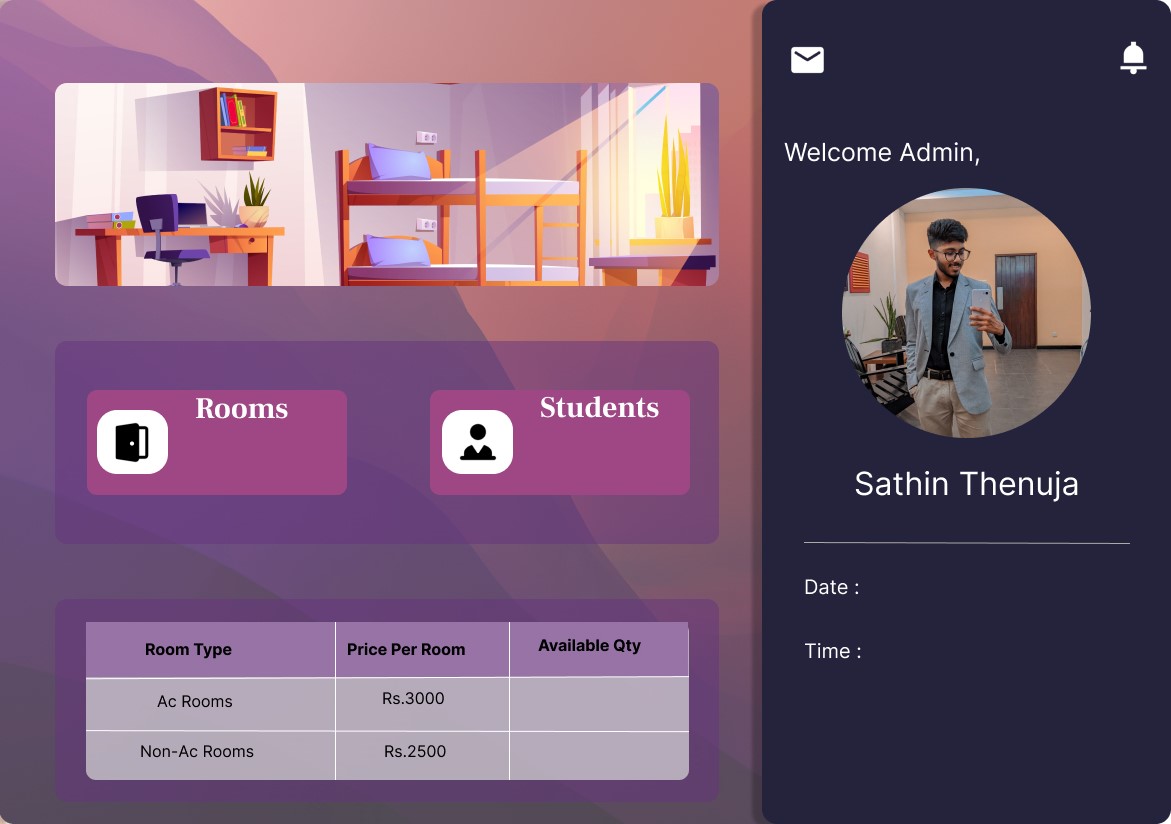 Welcome Admin,
Rooms
Students
Sathin Thenuja
Date :
Time :
Room Type Price Per Room Available Qty
Ac Rooms Rs.3000
Non-Ac Rooms Rs.2500